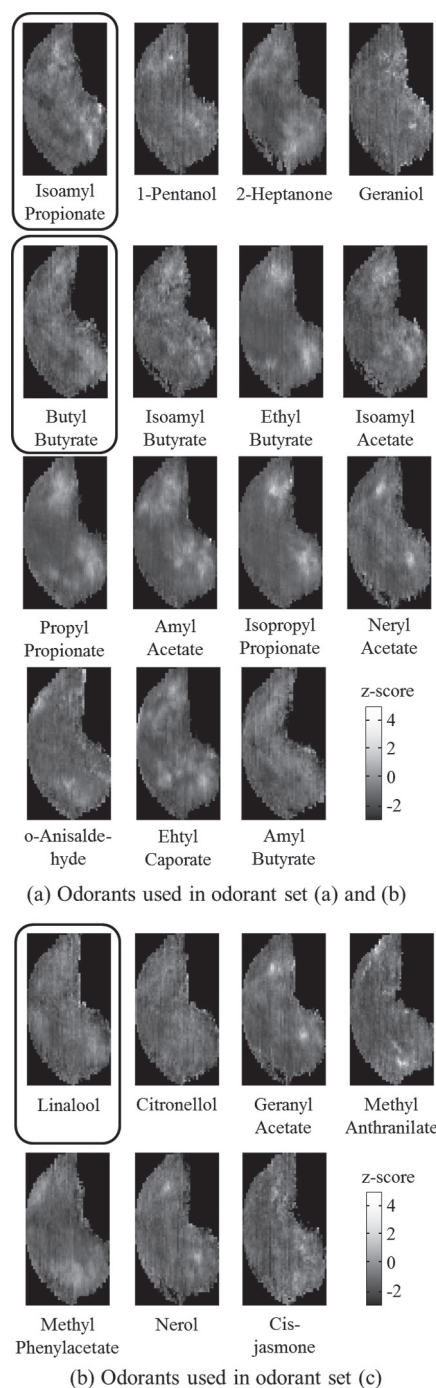 Isoamyl
Propionate
1-Pentanol
2-Heptanone
Geraniol
Butyl
Butyrate
Isoamyl
Butyrate
Ethyl
Butyrate
Isoamyl
Acetate
Propyl
Propionate
Amyl
Acetate
Isopropyl
Propionate
Neryl
Acetate
z-score
4
2
0
-2
o-Anisalde-
hyde
Ehtyl
Caporate
Amyl
Butyrate
(a) Odorants used in odorant set (a) and (b)
Linalool
Citronellol
Geranyl
Acetate
Methyl
Anthranilate
z-score
4
2
0
-2
Methyl
Phenylacetate
Nerol
Cis-
jasmone
(b) Odorants used in odorant set (c)